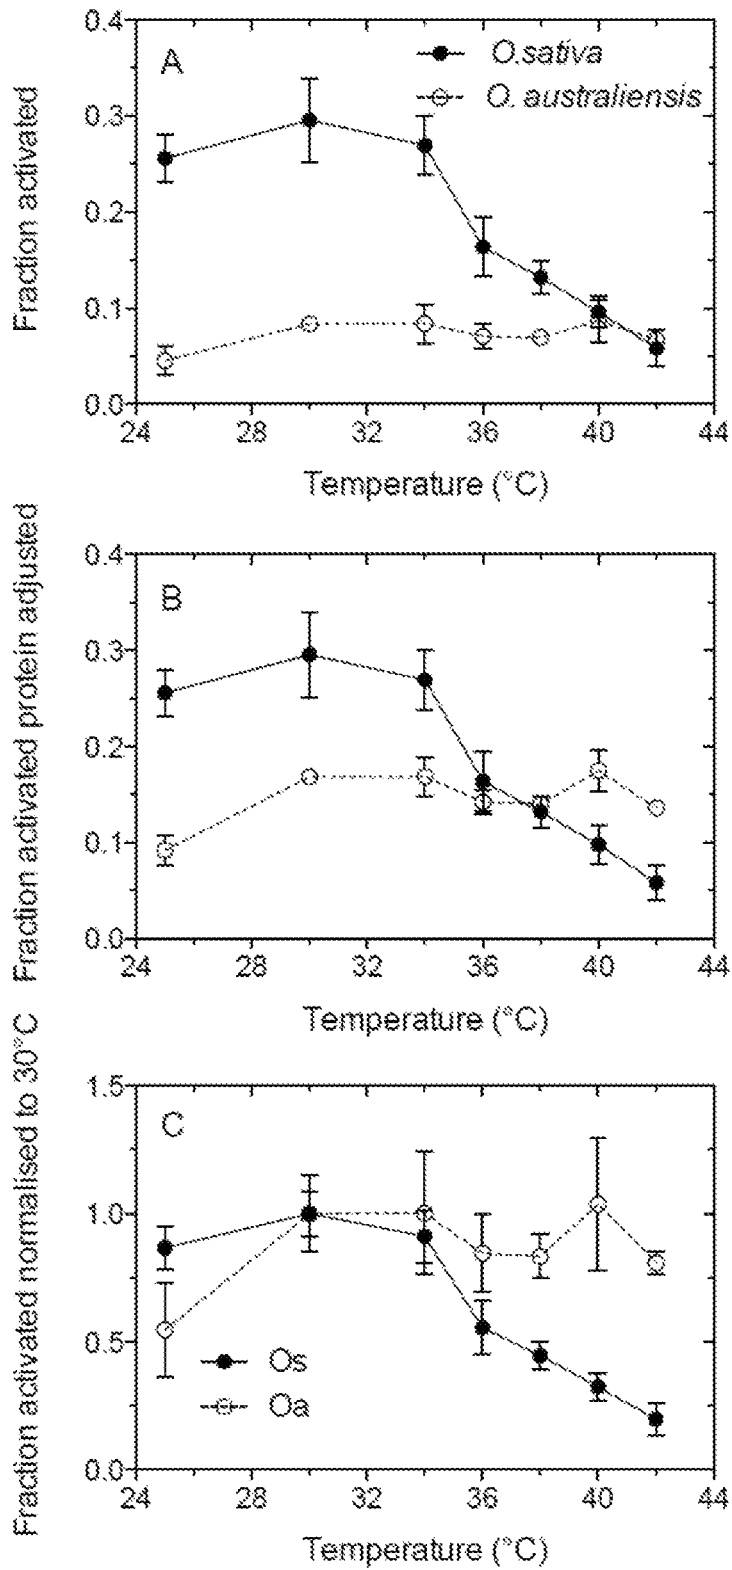 Fraction activated
A
O.sativa
O. australiensis
0.4
0.3
0.2
0.1
0.0
24 28 32 36 40 44
Temperature (°C)
Fraction activated protein adjusted
B
0.4
0.3
0.2
0.1
0.0
24 28 32 36 40 44
Temperature (°C)
Fraction activated normalised to 30°C
C
1.5
1.0
0.5
0.0
Os
Oa
24 28 32 36 40 44
Temperature (°C)